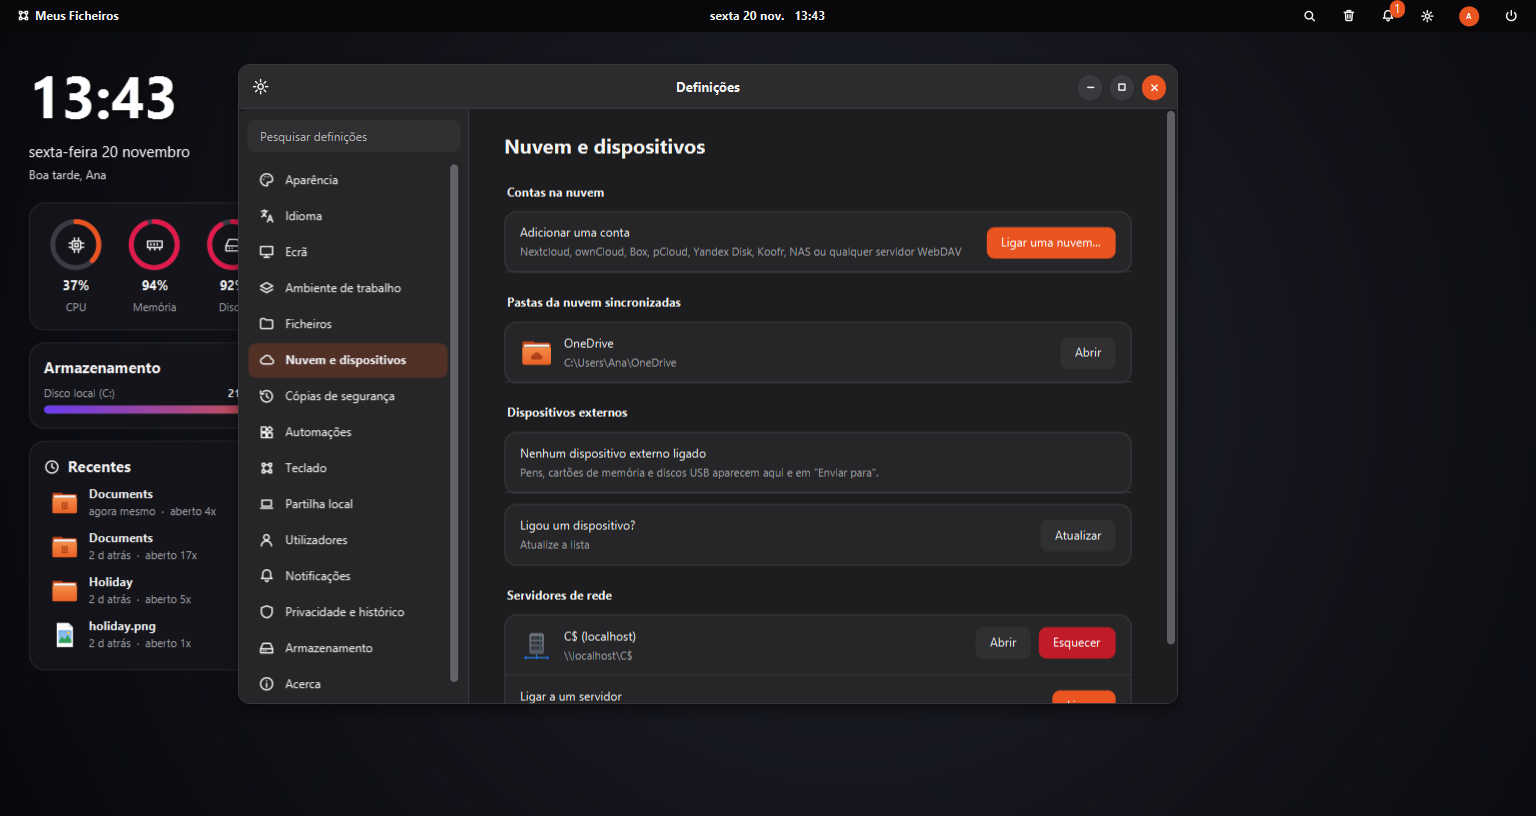 Meus Ficheiros
sexta 20 nov. 13:43
1
A
13:43
sexta-feira 20 novembro
Boa tarde, Ana
37%
CPU
94%
Memória
Armazenamento
Disco local (C:)
Recentes
Documents
agora mesmo · aberto 4x
Documents
2 d atrás · aberto 17x
Holiday
2 d atrás · aberto 5x
holiday.png
2 d atrás · aberto 1x
Definições
Pesquisar definições
Aparência
Idioma
Ecrã
Ambiente de trabalho
Ficheiros
Nuvem e dispositivos
Cópias de segurança
Automações
Teclado
Partilha local
Utilizadores
Notificações
Privacidade e histórico
Armazenamento
Acerca
Nuvem e dispositivos
Contas na nuvem
Adicionar uma conta
Nextcloud, ownCloud, Box, pCloud, Yandex Disk, Koofr, NAS ou qualquer servidor WebDAV
Ligar uma nuvem...
Pastas da nuvem sincronizadas
OneDrive
C:\Users\Ana\OneDrive
Abrir
Dispositivos externos
Nenhum dispositivo externo ligado
Pens, cartões de memória e discos USB aparecem aqui e em "Enviar para".
Ligou um dispositivo?
Atualize a lista
Atualizar
Servidores de rede
C$ (localhost)
\\localhost\C$
Abrir
Esquecer
Ligar a um servidor